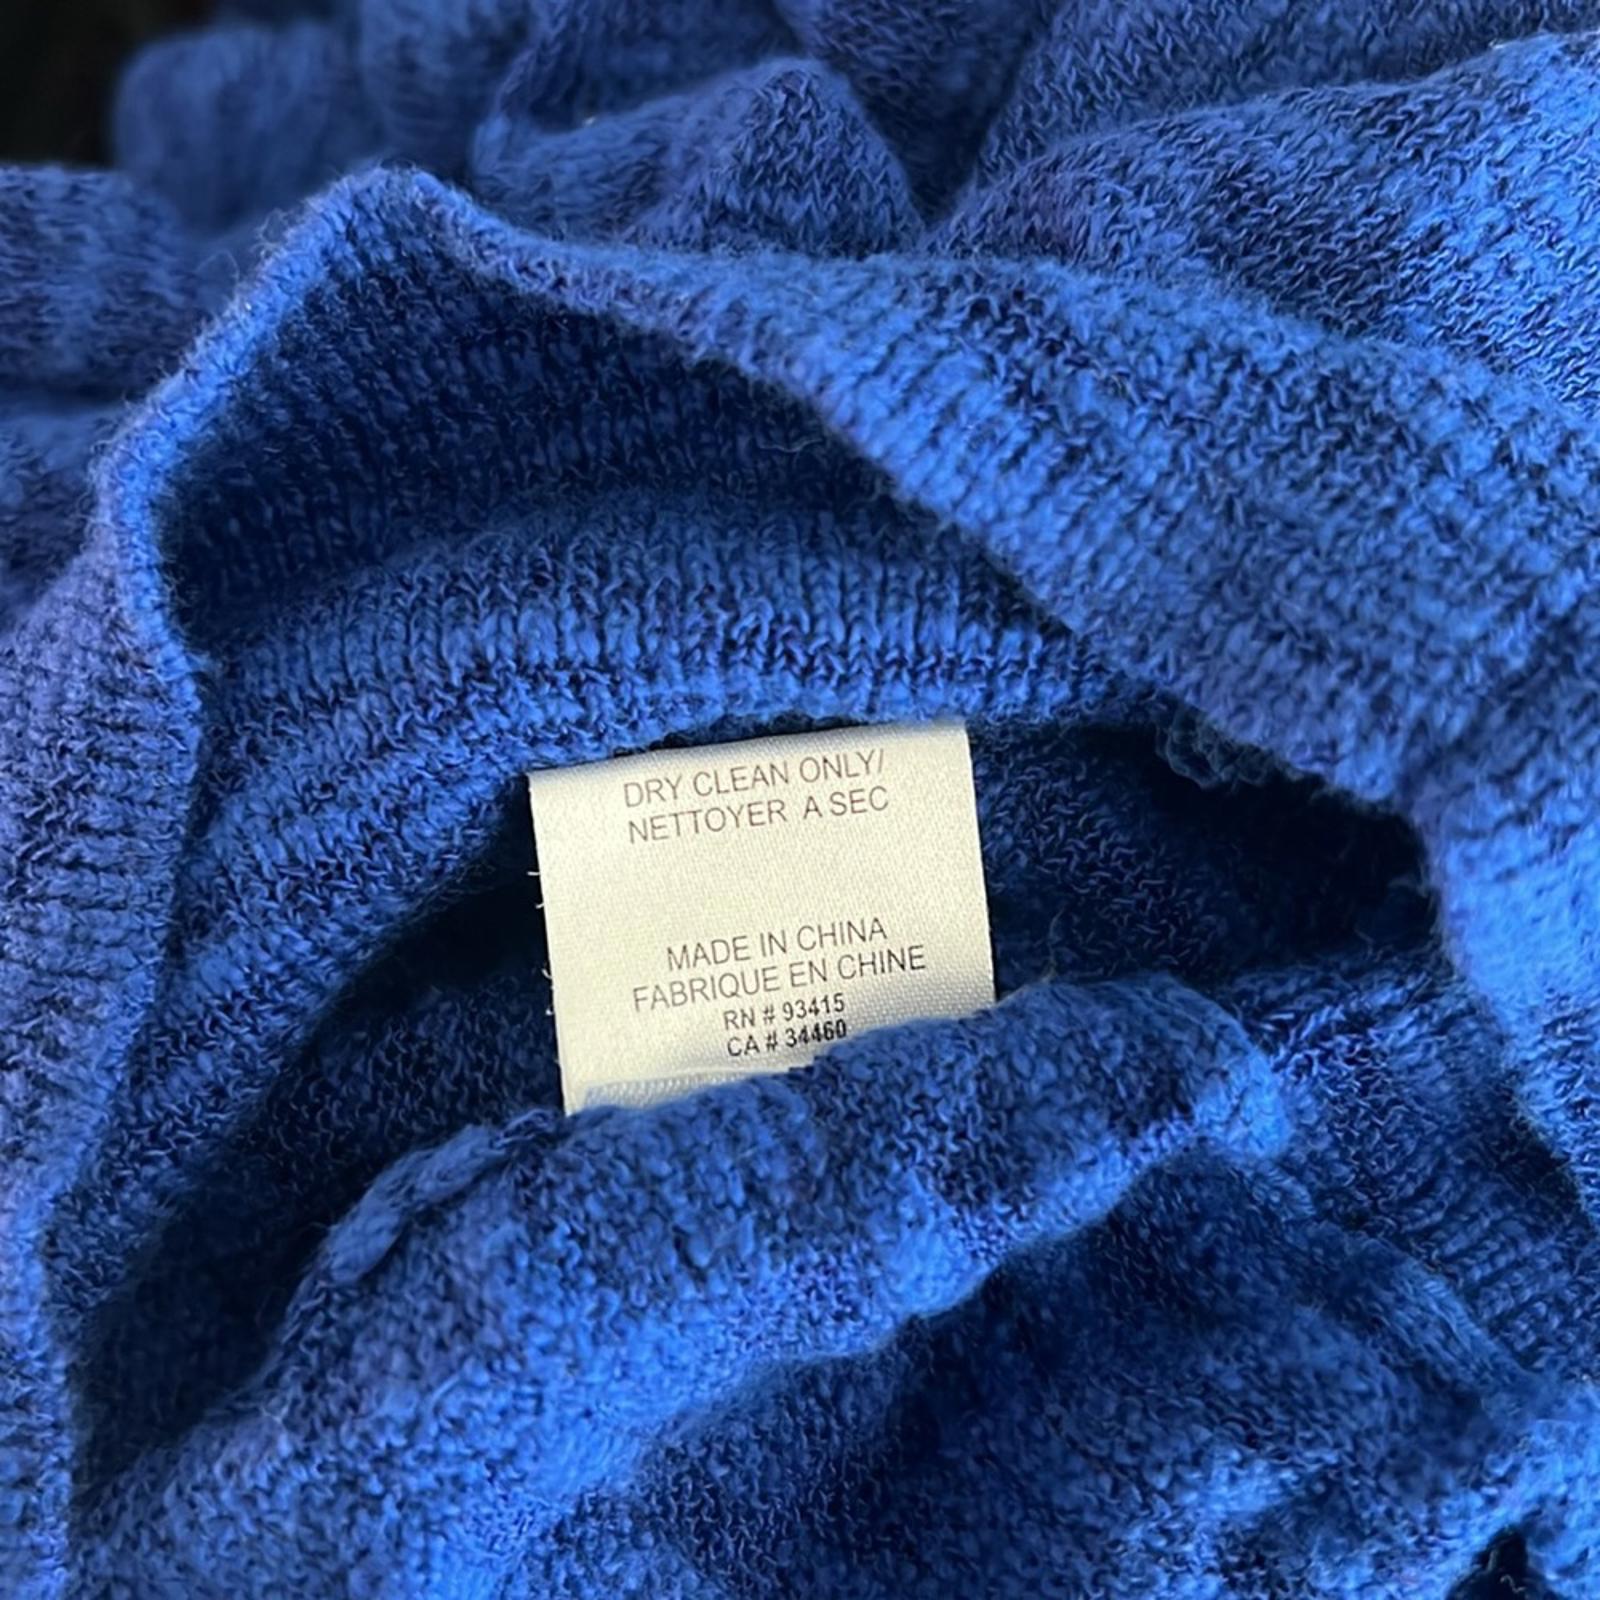 DRY CLEAN ONLY/
NETTOYER A SEC
MADE IN CHINA
FABRIQUE EN CHINE
RN # 93415
CA # 34460